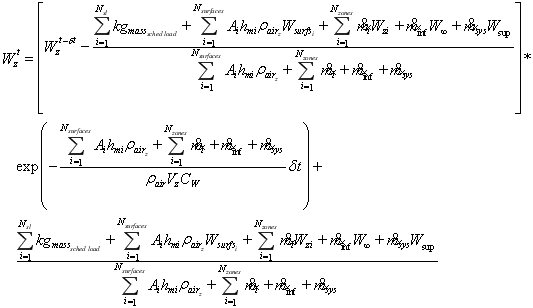 $W_z^t = \left[ W_z^{t-\delta t} - \frac{\sum_{i=1}^{N_{sl}} kg_{mass_{sched\ load}} + \sum_{i=1}^{N_{surfaces}} A_i h_{mi} \rho_{air_z} W_{surfs_i} + \sum_{i=1}^{N_{zones}} \dot{m}_i W_{zi} + \dot{m}_{inf} W_\infty + \dot{m}_{sys} W_{sup}}{\sum_{i=1}^{N_{surfaces}} A_i h_{mi} \rho_{air_z} + \sum_{i=1}^{N_{zones}} \dot{m}_i + \dot{m}_{inf} + \dot{m}_{sys}} \right] *$
$\exp \left( - \frac{\sum_{i=1}^{N_{surfaces}} A_i h_{mi} \rho_{air_z} + \sum_{i=1}^{N_{zones}} \dot{m}_i + \dot{m}_{inf} + \dot{m}_{sys}}{\rho_{air} V_z C_W} \delta t \right) +$
$\frac{\sum_{i=1}^{N_{sl}} kg_{mass_{sched\ load}} + \sum_{i=1}^{N_{surfaces}} A_i h_{mi} \rho_{air_z} W_{surfs_i} + \sum_{i=1}^{N_{zones}} \dot{m}_i W_{zi} + \dot{m}_{inf} W_\infty + \dot{m}_{sys} W_{sup}}{\sum_{i=1}^{N_{surfaces}} A_i h_{mi} \rho_{air_z} + \sum_{i=1}^{N_{zones}} \dot{m}_i + \dot{m}_{inf} + \dot{m}_{sys}}$